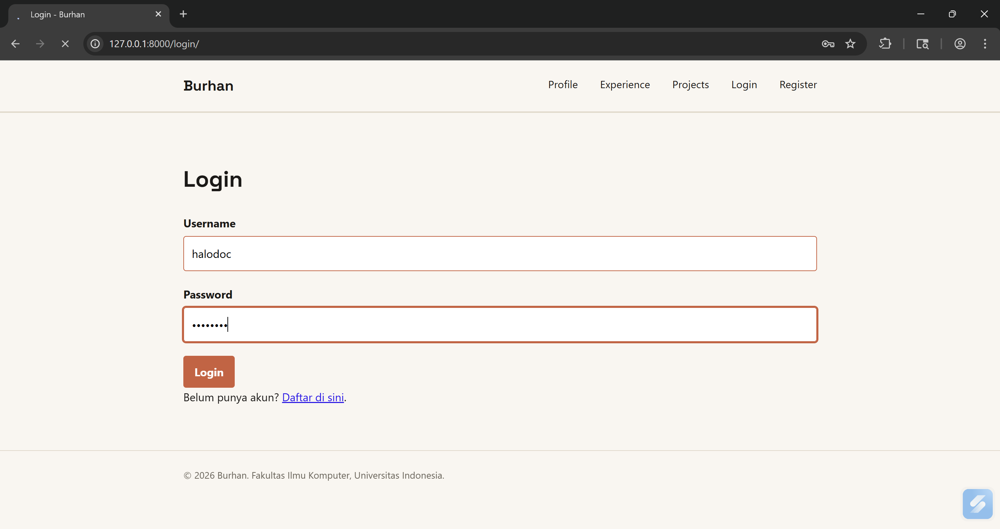 Login - Burhan
127.0.0.1:8000/login/
Burhan
Profile
Experience
Projects
Login
Register
Login
Username
halodoc
Password
••••••••
Login
Belum punya akun? Daftar di sini.
© 2026 Burhan. Fakultas Ilmu Komputer, Universitas Indonesia.